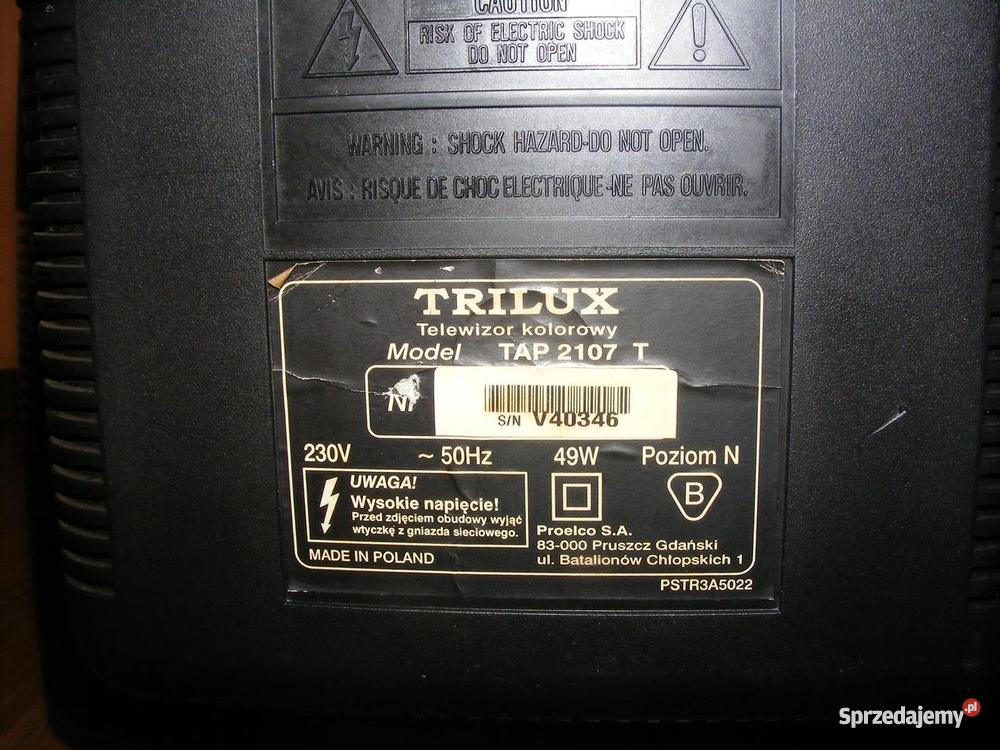 CAUTION
RISK OF ELECTRIC SHOCK
DO NOT OPEN
WARNING : SHOCK HAZARD-DO NOT OPEN.
AVIS : RISQUE DE CHOC ELECTRIQUE-NE PAS OUVRIR.
TRILUX
Telewizor kolorowy
Model TAP 2107 T
Nr
S/N V40346
230V ~ 50Hz 49W Poziom N
UWAGA!
Wysokie napięcie!
Przed zdjęciem obudowy wyjąć
wtyczkę z gniazda sieciowego.
B
Proelco S.A.
83-000 Pruszcz Gdański
ul. Batalionów Chłopskich 1
MADE IN POLAND
PSTR3A5022
Sprzedajemy.pl